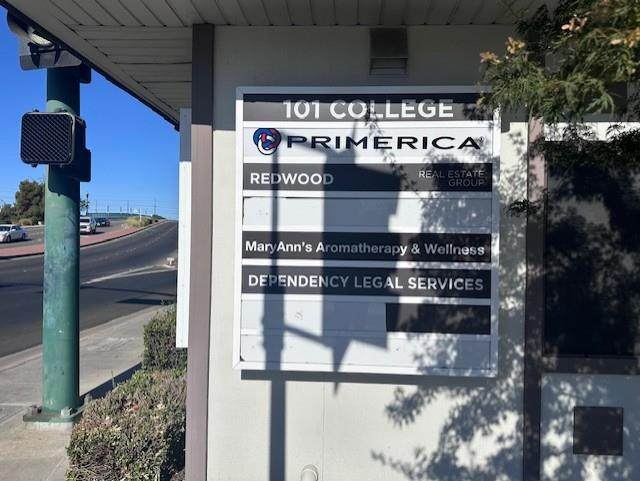 101 COLLEGE
PRIMERICA
REDWOOD REAL ESTATE
GROUP
MaryAnn's Aromatherapy & Wellness
DEPENDENCY LEGAL SERVICES